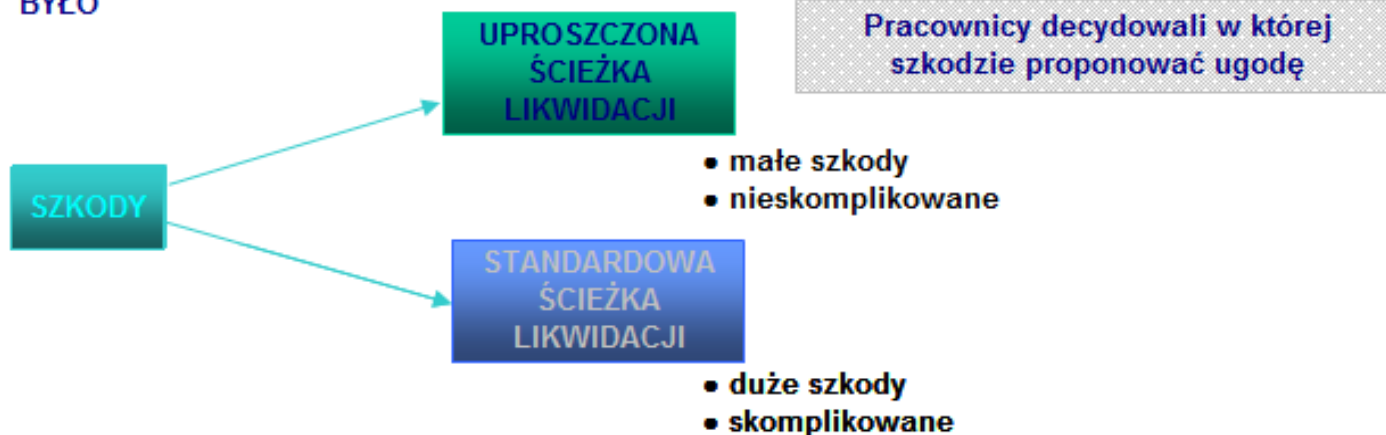 BYŁO
UPROSZCZONA
ŚCIEŻKA
LIKWIDACJI
Pracownicy decydowali w której
szkodzie proponować ugodę
• małe szkody
• nieskomplikowane
SZKODY
STANDARDOWA
ŚCIEŻKA
LIKWIDACJI
• duże szkody
• skomplikowane